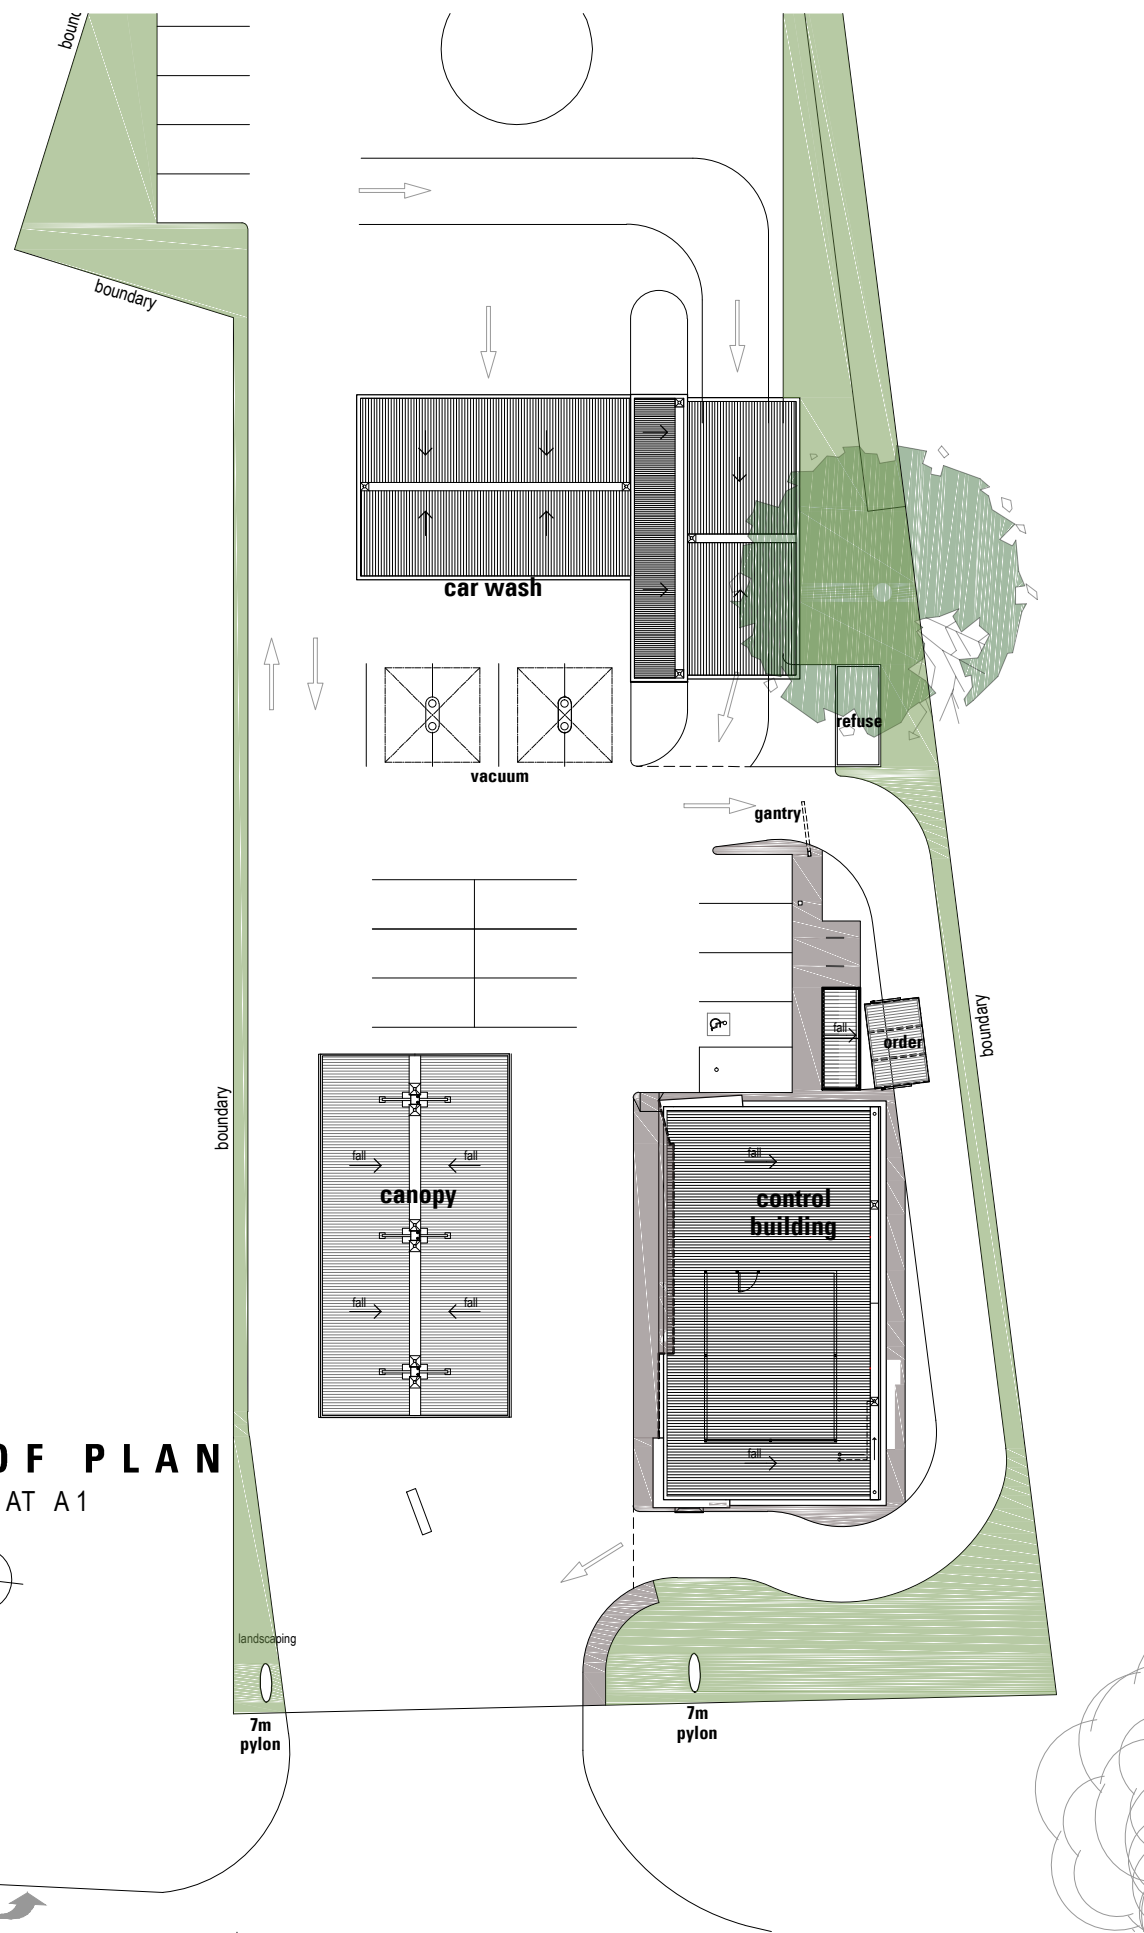 boundary
car wash
vacuum
refuse
gantry
boundary
fall
order
boundary
fall
fall
fall
canopy
control
building
fall
fall
fall
OF PLAN
AT A1
landscaping
7m
pylon
7m
pylon